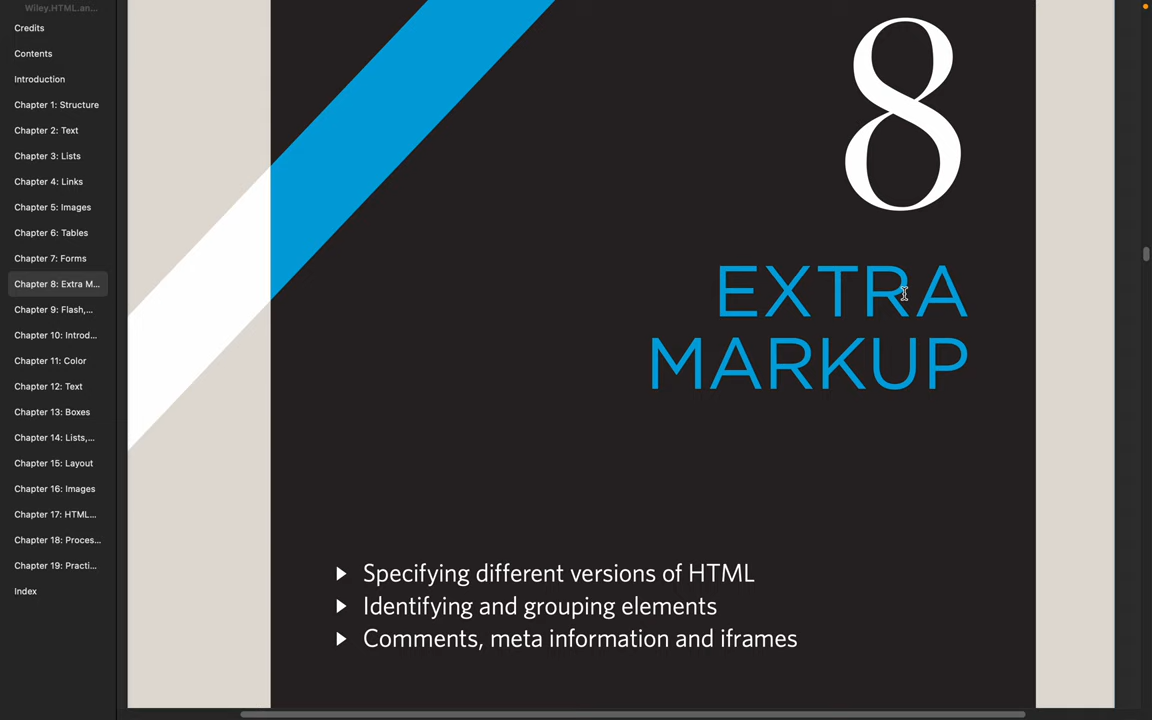 Wiley.HTML.an...
Credits
Contents
Introduction
Chapter 1: Structure
Chapter 2: Text
Chapter 3: Lists
Chapter 4: Links
Chapter 5: Images
Chapter 6: Tables
Chapter 7: Forms
Chapter 8: Extra M...
Chapter 9: Flash,...
Chapter 10: Introd...
Chapter 11: Color
Chapter 12: Text
Chapter 13: Boxes
Chapter 14: Lists,...
Chapter 15: Layout
Chapter 16: Images
Chapter 17: HTML...
Chapter 18: Proces...
Chapter 19: Practi...
Index
8
EXTRA
MARKUP
Specifying different versions of HTML
Identifying and grouping elements
Comments, meta information and iframes